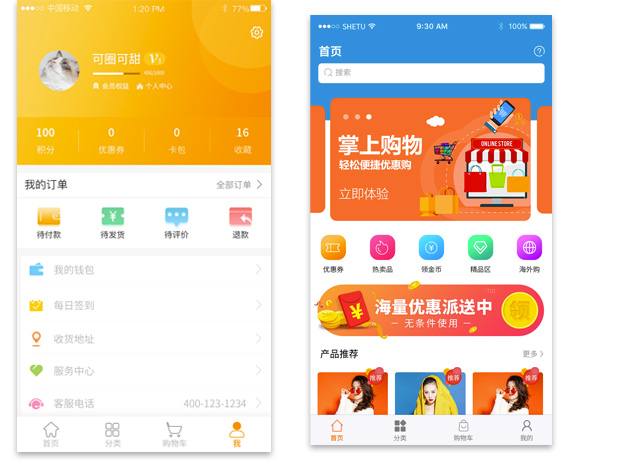 中国移动
1:20 PM
77%
可圈可甜 V1
会员权益 个人中心
100 0 0 16
积分 优惠券 卡包 收藏
我的订单
全部订单
待付款 待发货 待评价 退款
我的钱包
每日签到
收货地址
服务中心
客服电话 400-123-1234
首页 分类 购物车 我
SHETU
9:30 AM
100%
首页
搜索
掌上购物
轻松便捷优惠购
立即体验
ONLINE STORE
优惠券 热卖品 领金币 精品区 海外购
海量优惠派送中
无条件使用
领
产品推荐
更多
推荐 推荐 推荐
首页 分类 购物车 我的